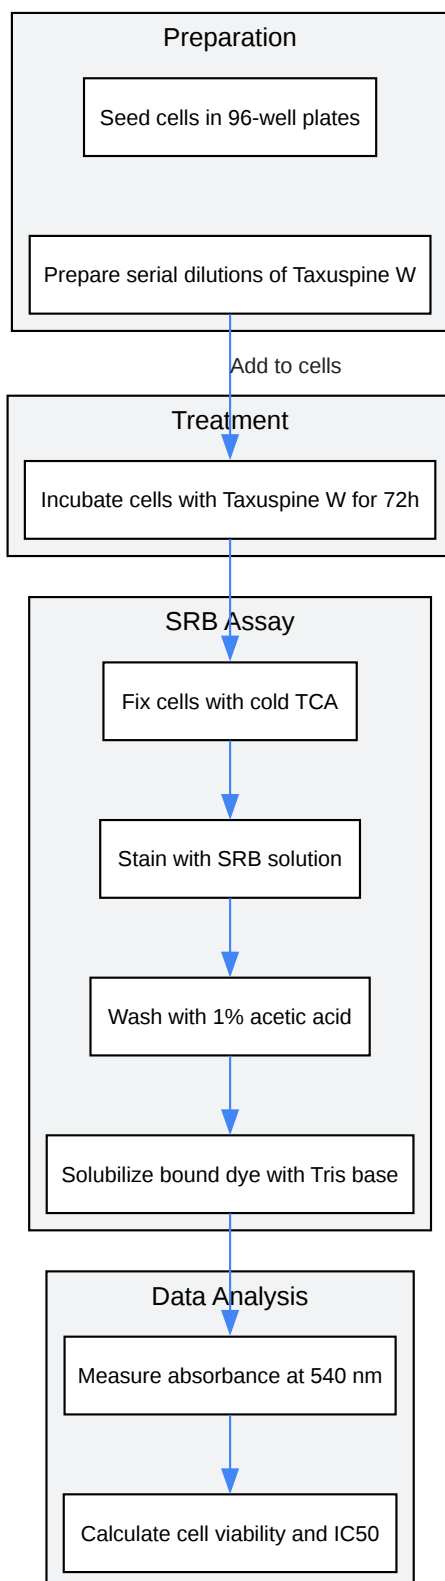 Preparation
Seed cells in 96-well plates
Prepare serial dilutions of Taxuspine W
Add to cells
Treatment
Incubate cells with Taxuspine W for 72h
SRB Assay
Fix cells with cold TCA
Stain with SRB solution
Wash with 1% acetic acid
Solubilize bound dye with Tris base
Data Analysis
Measure absorbance at 540 nm
Calculate cell viability and IC50